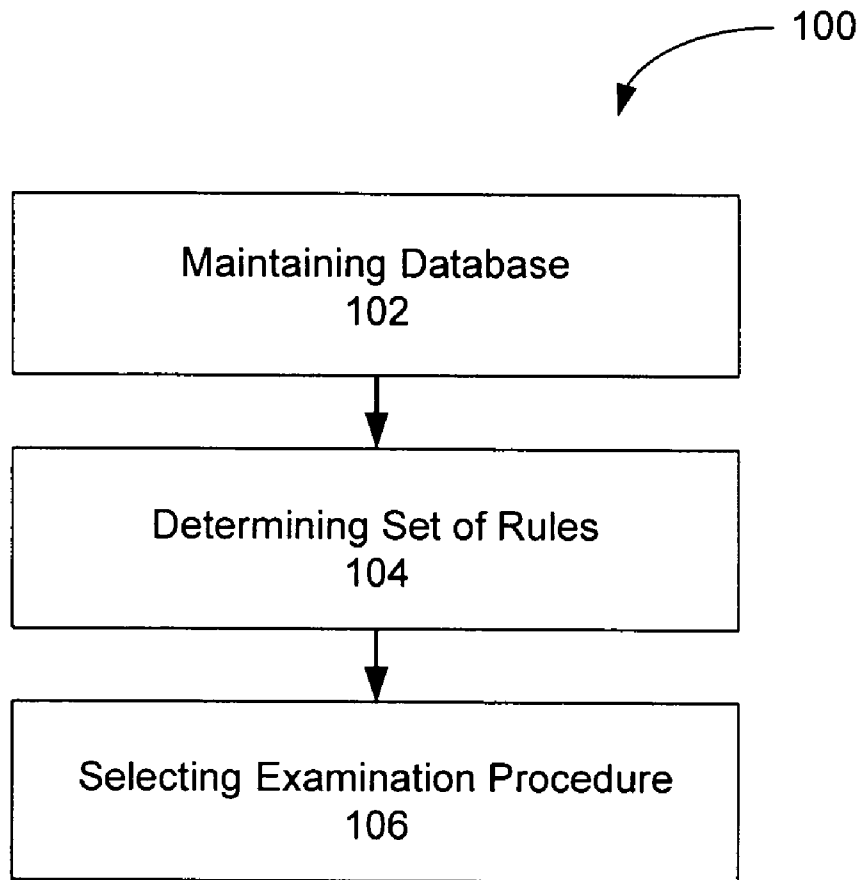 100
Maintaining Database
102
Determining Set of Rules
104
Selecting Examination Procedure
106